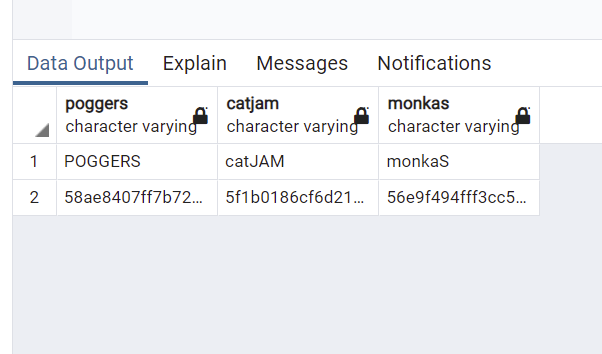 Data Output Explain Messages Notifications
poggers catjam monkas
character varying character varying character varying
1 POGGERS catJAM monkaS
2 58ae8407ff7b72... 5f1b0186cf6d21... 56e9f494fff3cc5...